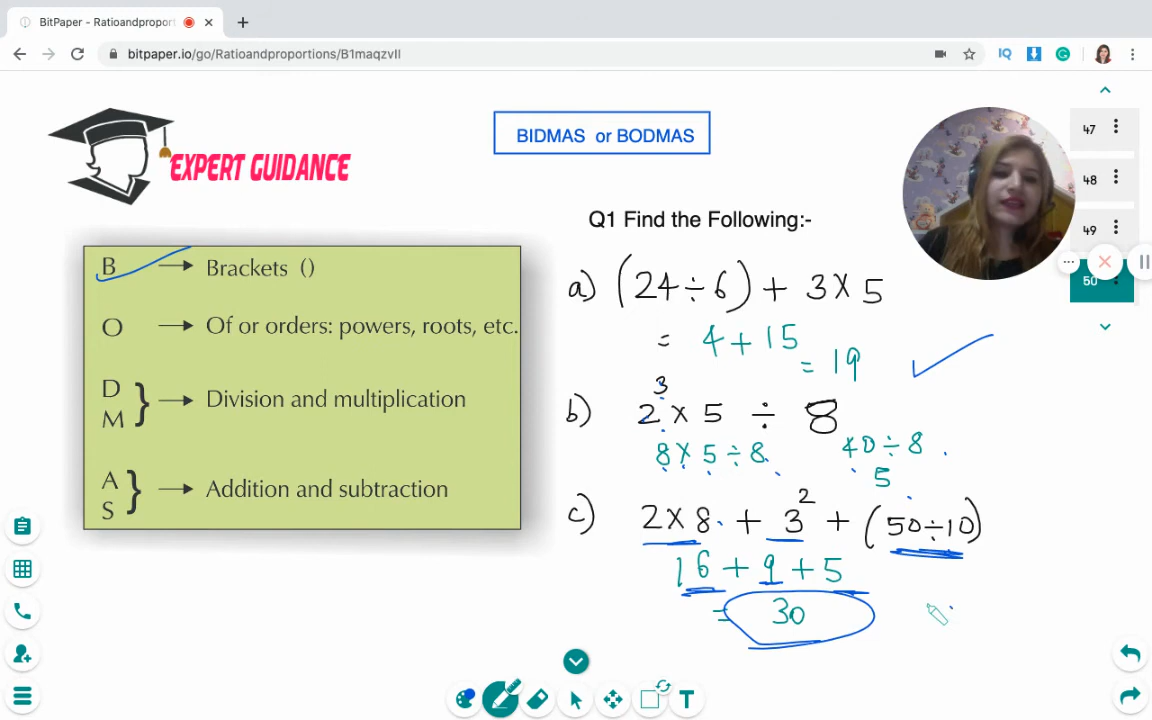 BitPaper - Ratioandpropor
bitpaper.io/go/Ratioandproportions/B1maqzvIl
EXPERT GUIDANCE
BIDMAS or BODMAS
47
48
49
50
B → Brackets ()
O → Of or orders: powers, roots, etc.
D
M } → Division and multiplication
A
S } → Addition and subtraction
Q1 Find the Following:-
a) (24÷6) + 3 X 5
= 4 + 15
= 19
b) 2³ × 5 ÷ 8
8 X 5 ÷ 8
40 ÷ 8
5
c) 2 × 8 + 3² + (50÷10)
16 + 9 + 5
= 30
T